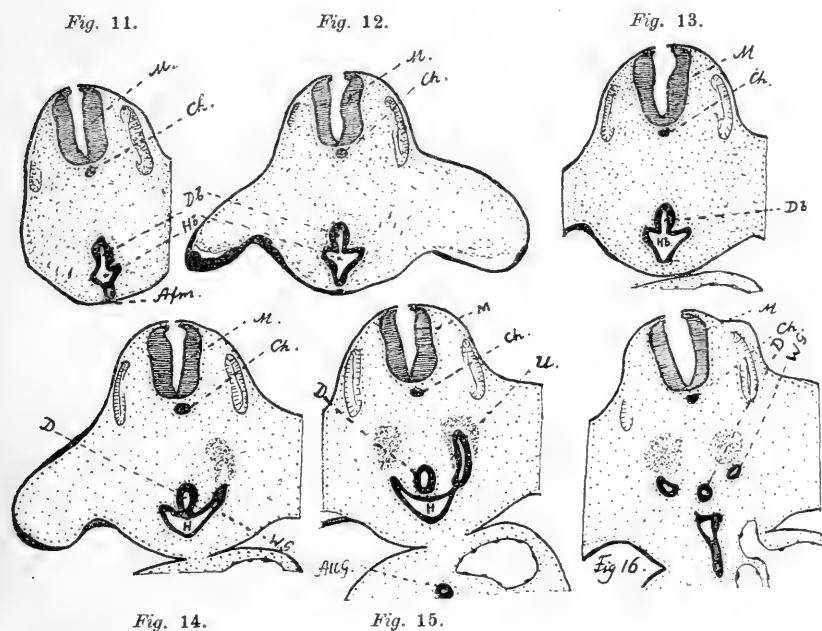 Fig. 11. Fig. 12. Fig. 13.
M.
Ch.
M.
Ch.
M
Ch.
Db
Hb
Db
Hb
Afm.
M.
Ch.
D
H
WG
M
Ch.
D
U.
H
AllG.
M
Ch.
D
WG
Fig 16.
Fig. 14. Fig. 15.